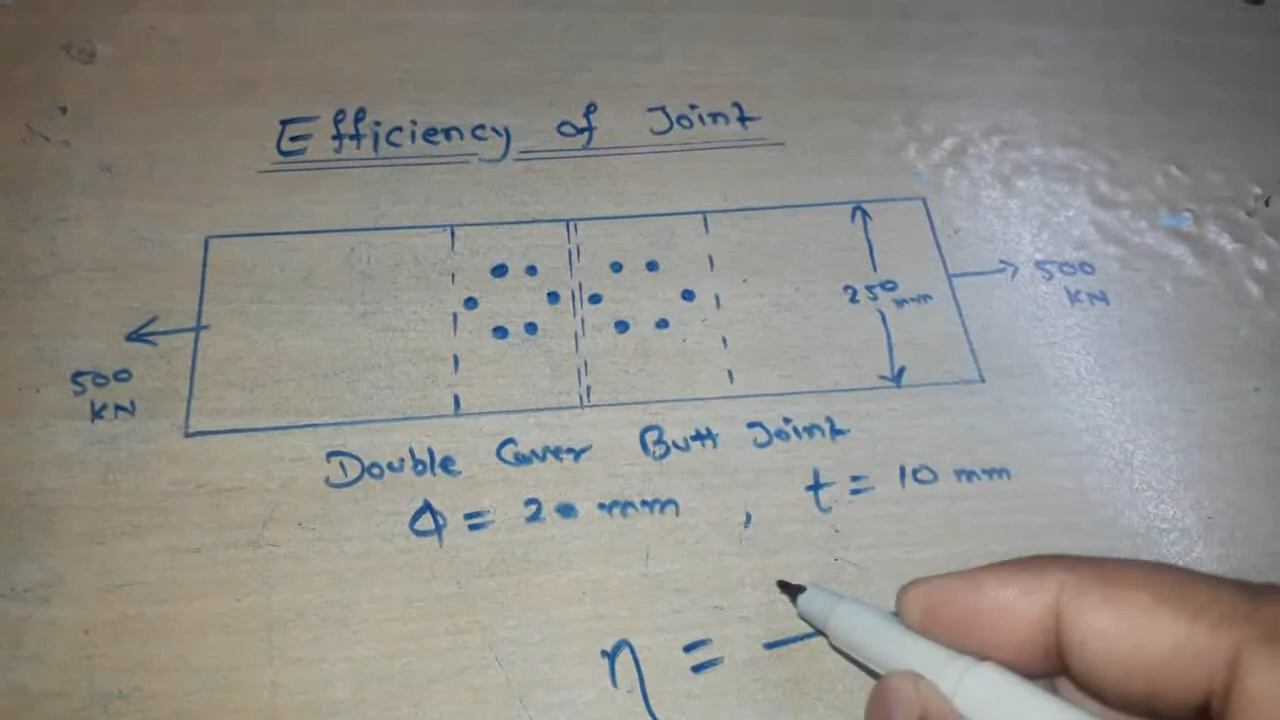 Efficiency of Joint
250 mm
500 KN
500 KN
Double Cover Butt Joint
φ = 20 mm , t = 10 mm
η =